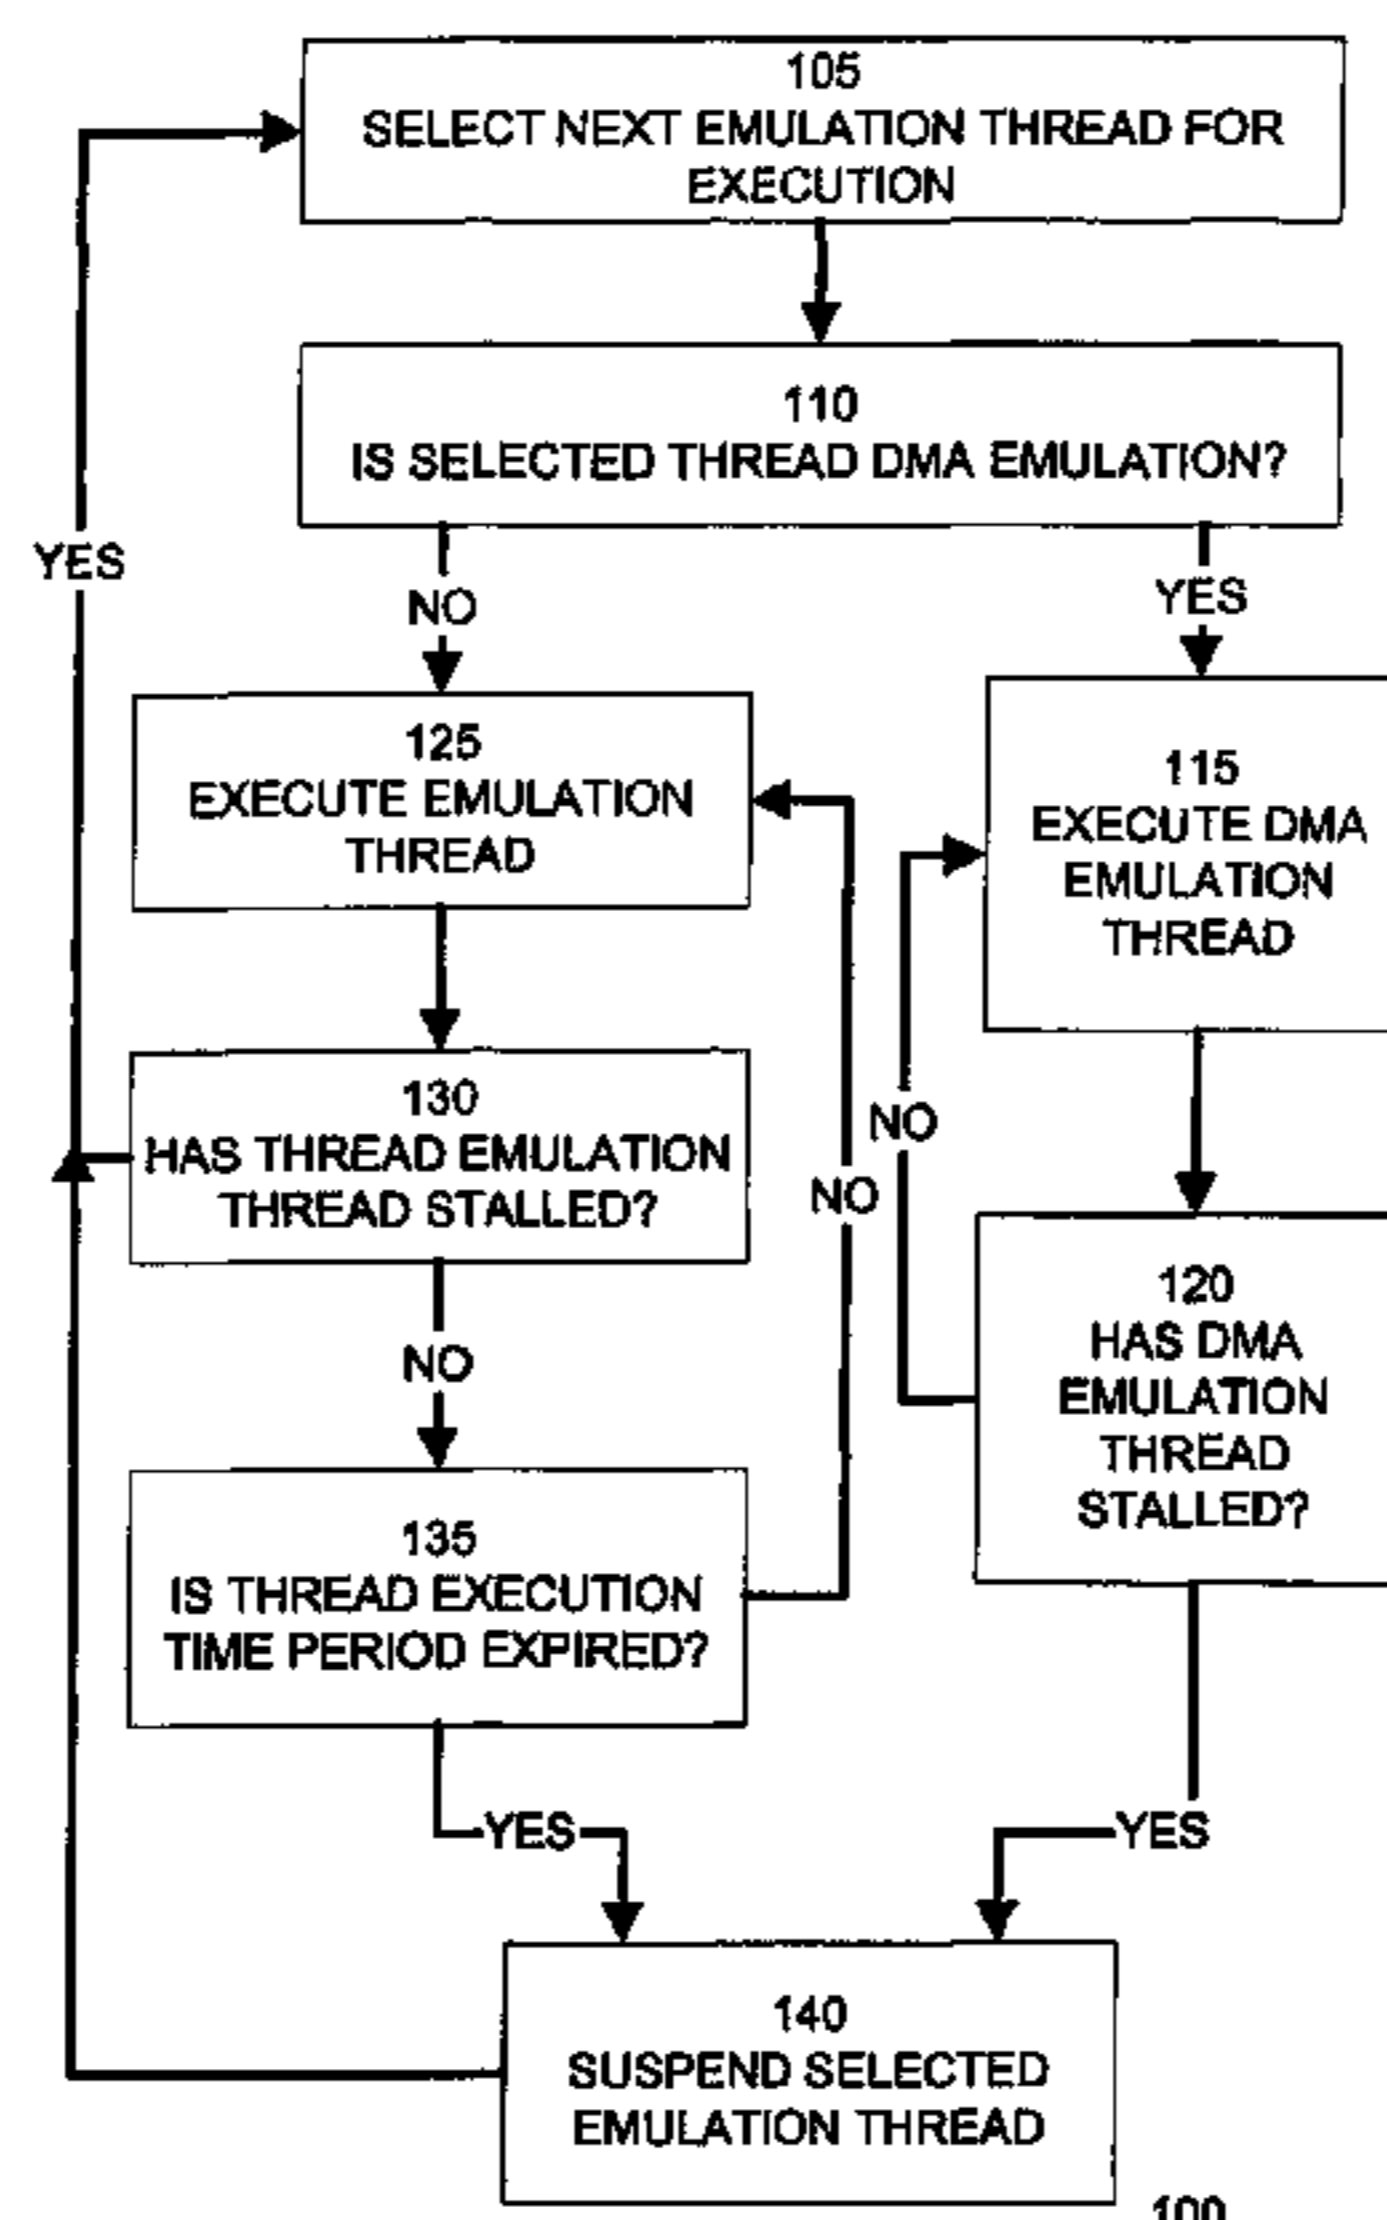 105
SELECT NEXT EMULATION THREAD FOR
EXECUTION
110
IS SELECTED THREAD DMA EMULATION?
YES
NO
YES
125
EXECUTE EMULATION
THREAD
115
EXECUTE DMA
EMULATION
THREAD
130
HAS THREAD EMULATION
THREAD STALLED?
NO
NO
120
HAS DMA
EMULATION
THREAD
STALLED?
NO
135
IS THREAD EXECUTION
TIME PERIOD EXPIRED?
YES
YES
140
SUSPEND SELECTED
EMULATION THREAD
100